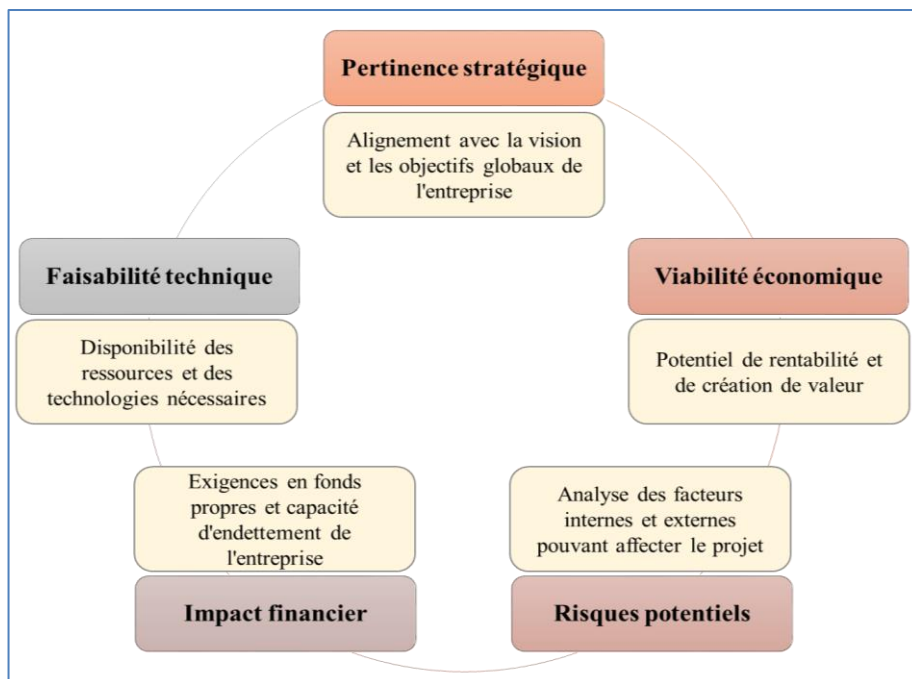 Pertinence stratégique
Alignement avec la vision
et les objectifs globaux de
l'entreprise
Faisabilité technique
Disponibilité des
ressources et des
technologies nécessaires
Viabilité économique
Potentiel de rentabilité et
de création de valeur
Exigences en fonds
propres et capacité
d'endettement de
l'entreprise
Impact financier
Analyse des facteurs
internes et externes
pouvant affecter le projet
Risques potentiels